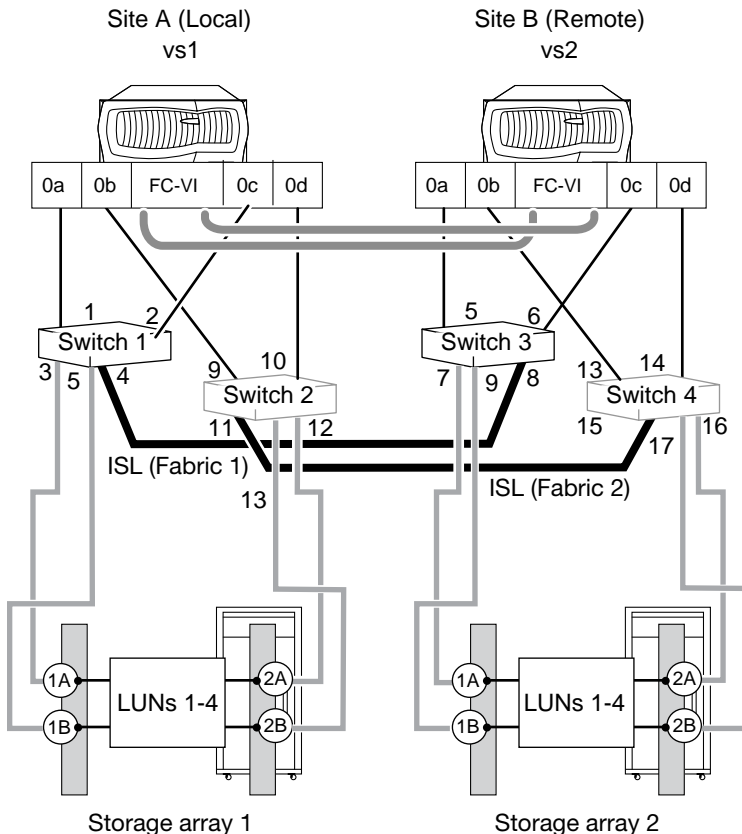 Site A (Local)
vs1
Site B (Remote)
vs2
0a 0b FC-VI 0c 0d
0a 0b FC-VI 0c 0d
1 2
Switch 1
3 5 4
5 6
Switch 3
7 9 8
9 10
Switch 2
11 12
13
13 14
Switch 4
15 17 16
ISL (Fabric 1)
ISL (Fabric 2)
1A
1B
LUNs 1-4
2A
2B
1A
1B
LUNs 1-4
2A
2B
Storage array 1
Storage array 2